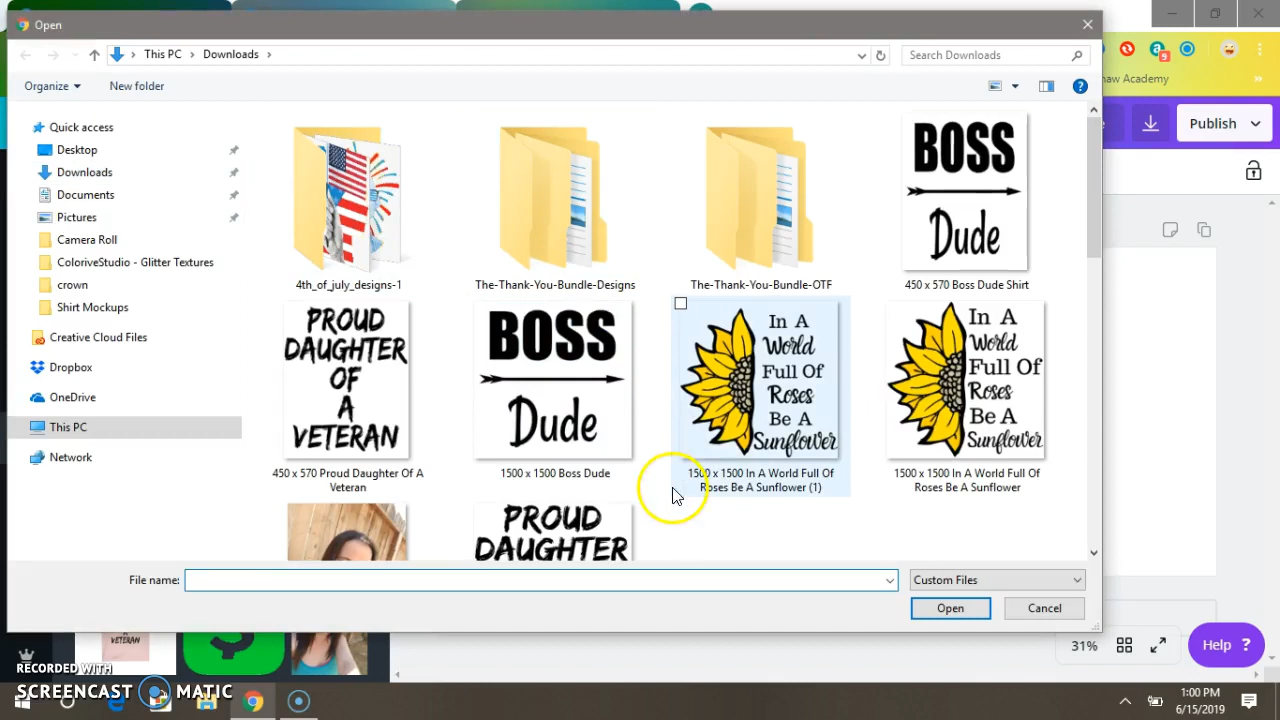 Open
This PC
Downloads
Search Downloads
Organize
New folder
?
9
haw Academy
Publish
Quick access
Desktop
Downloads
Documents
Pictures
Camera Roll
ColoriveStudio - Glitter Textures
crown
Shirt Mockups
Creative Cloud Files
Dropbox
OneDrive
This PC
Network
4th_of_july_designs-1
The-Thank-You-Bundle-Designs
The-Thank-You-Bundle-OTF
BOSS
Dude
450 x 570 Boss Dude Shirt
PROUD
DAUGHTER
OF
A
VETERAN
450 x 570 Proud Daughter Of A
Veteran
BOSS
Dude
1500 x 1500 Boss Dude
In A
World
Full Of
Roses
Be A
Sunflower
1500 x 1500 In A World Full Of
Roses Be A Sunflower (1)
In A
World
Full Of
Roses
Be A
Sunflower
1500 x 1500 In A World Full Of
Roses Be A Sunflower
PROUD
DAUGHTER
File name:
Custom Files
Open
Cancel
VETERAN
31%
Help ?
RECORDED WITH
SCREENCAST MATIC
1:00 PM
6/15/2019